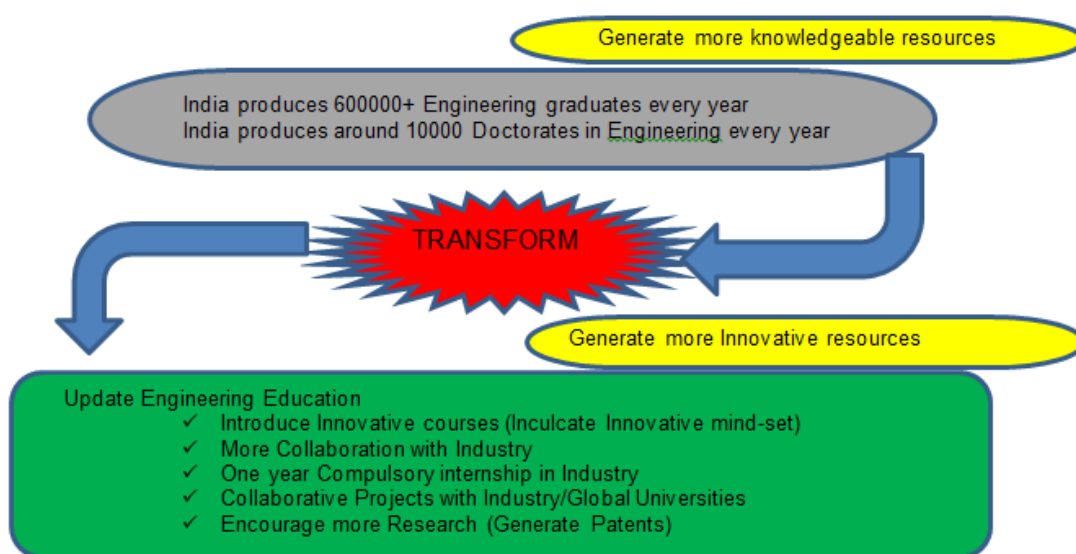 Generate more knowledgeable resources
India produces 600000+ Engineering graduates every year
India produces around 10000 Doctorates in Engineering every year
TRANSFORM
Generate more Innovative resources
Update Engineering Education
✓ Introduce Innovative courses (Inculcate Innovative mind-set)
✓ More Collaboration with Industry
✓ One year Compulsory internship in Industry
✓ Collaborative Projects with Industry/Global Universities
✓ Encourage more Research (Generate Patents)